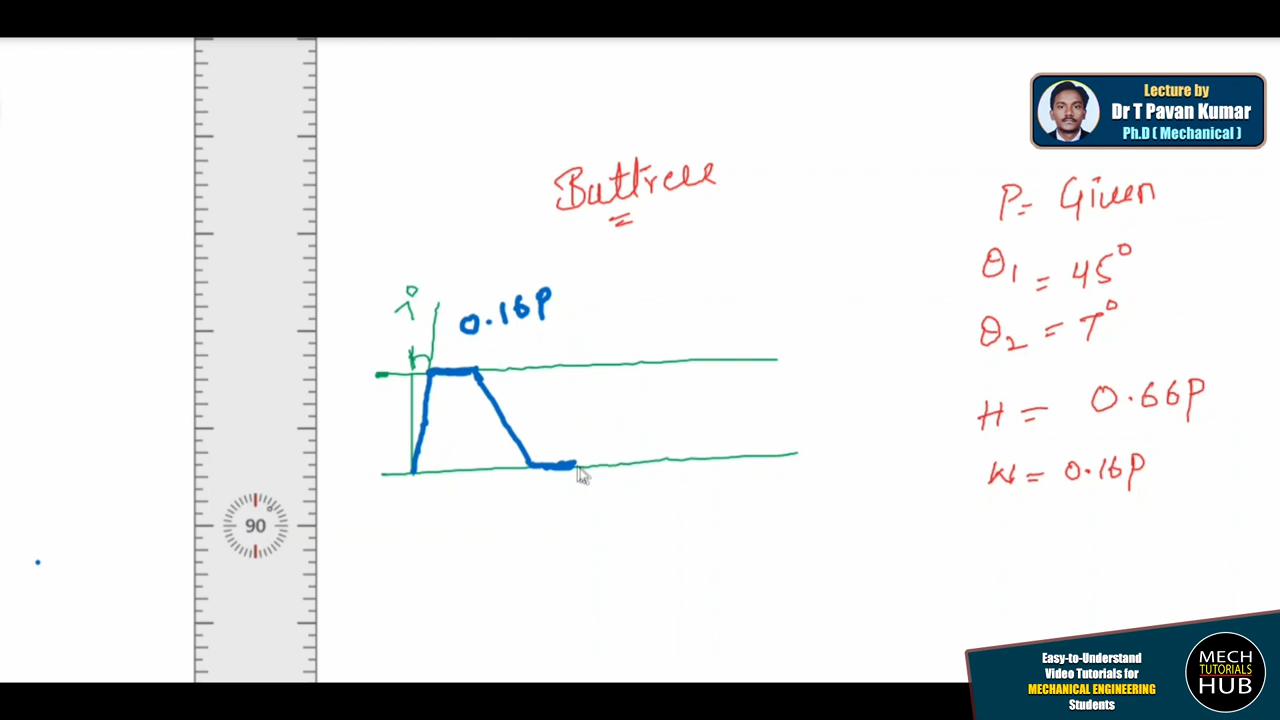 Lecture by
Dr T Pavan Kumar
Ph.D ( Mechanical )
Buttress
P = Given
θ1 = 45°
θ2 = 7°
H = 0.66P
W = 0.16P
7°
0.16P
90
Easy-to-Understand
Video Tutorials for
MECHANICAL ENGINEERING
Students
MECH
TUTORIALS
HUB